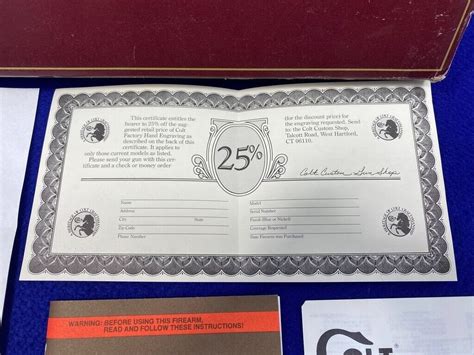 This certificate entitles the
bearer to 25% off the sug-
gested retail price of Colt
Factory Hand Engraving as
described on the back of this
certificate. It applies to
only those current models as listed.
Please send your gun with this cer-
tificate and a check or money order
25%
(for the discount price) for
the engraving requested. Send
to the Colt Custom Shop,
Talcott Road, West Hartford,
CT 06110.
Colt Custom Gun Shop
Name
Address
City State
Zip Code
Phone Number
Model
Serial Number
Finish (Blue or Nickel)
Coverage Requested
Date Firearm was Purchased
WARNING: BEFORE USING THIS FIREARM,
READ AND FOLLOW THESE INSTRUCTIONS!
COLT